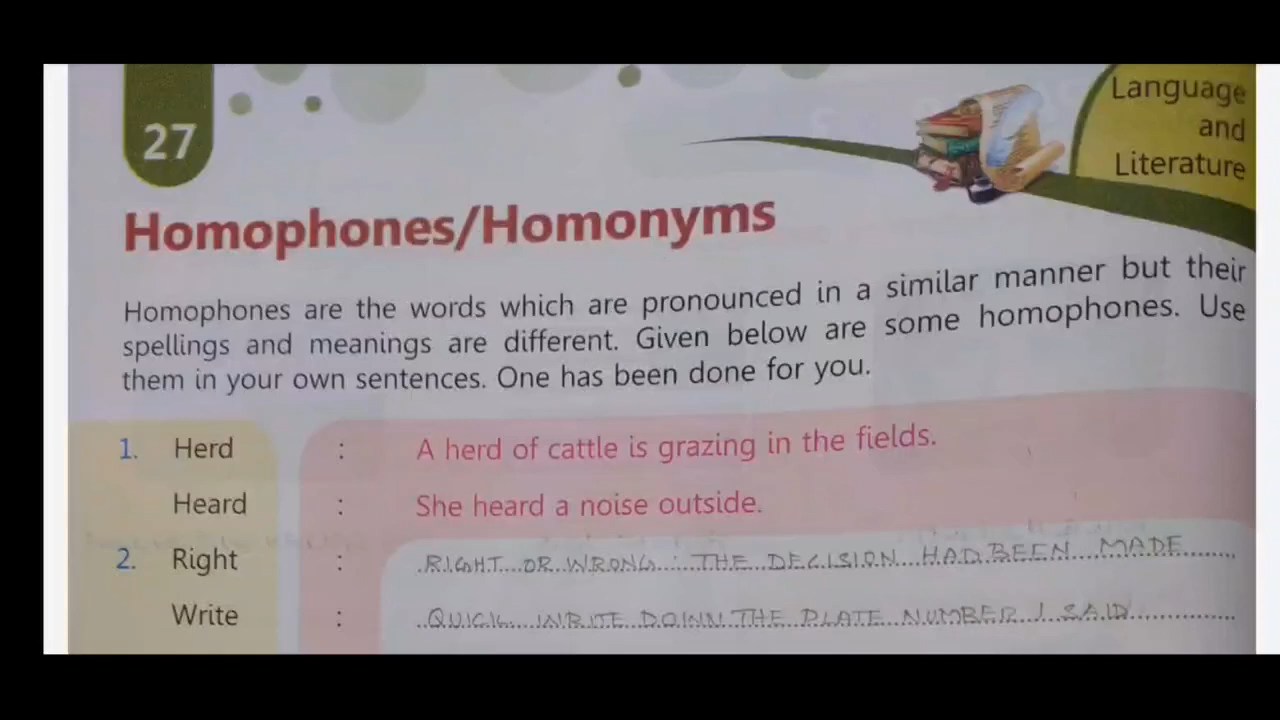 27
Language
and
Literature
Homophones/Homonyms
Homophones are the words which are pronounced in a similar manner but their
spellings and meanings are different. Given below are some homophones. Use
them in your own sentences. One has been done for you.
1. Herd : A herd of cattle is grazing in the fields.
Heard : She heard a noise outside.
2. Right : RIGHT OR WRONG : THE DECISION HAD BEEN MADE
Write : QUICK WRITE DOWN THE PLATE NUMBER I SAID